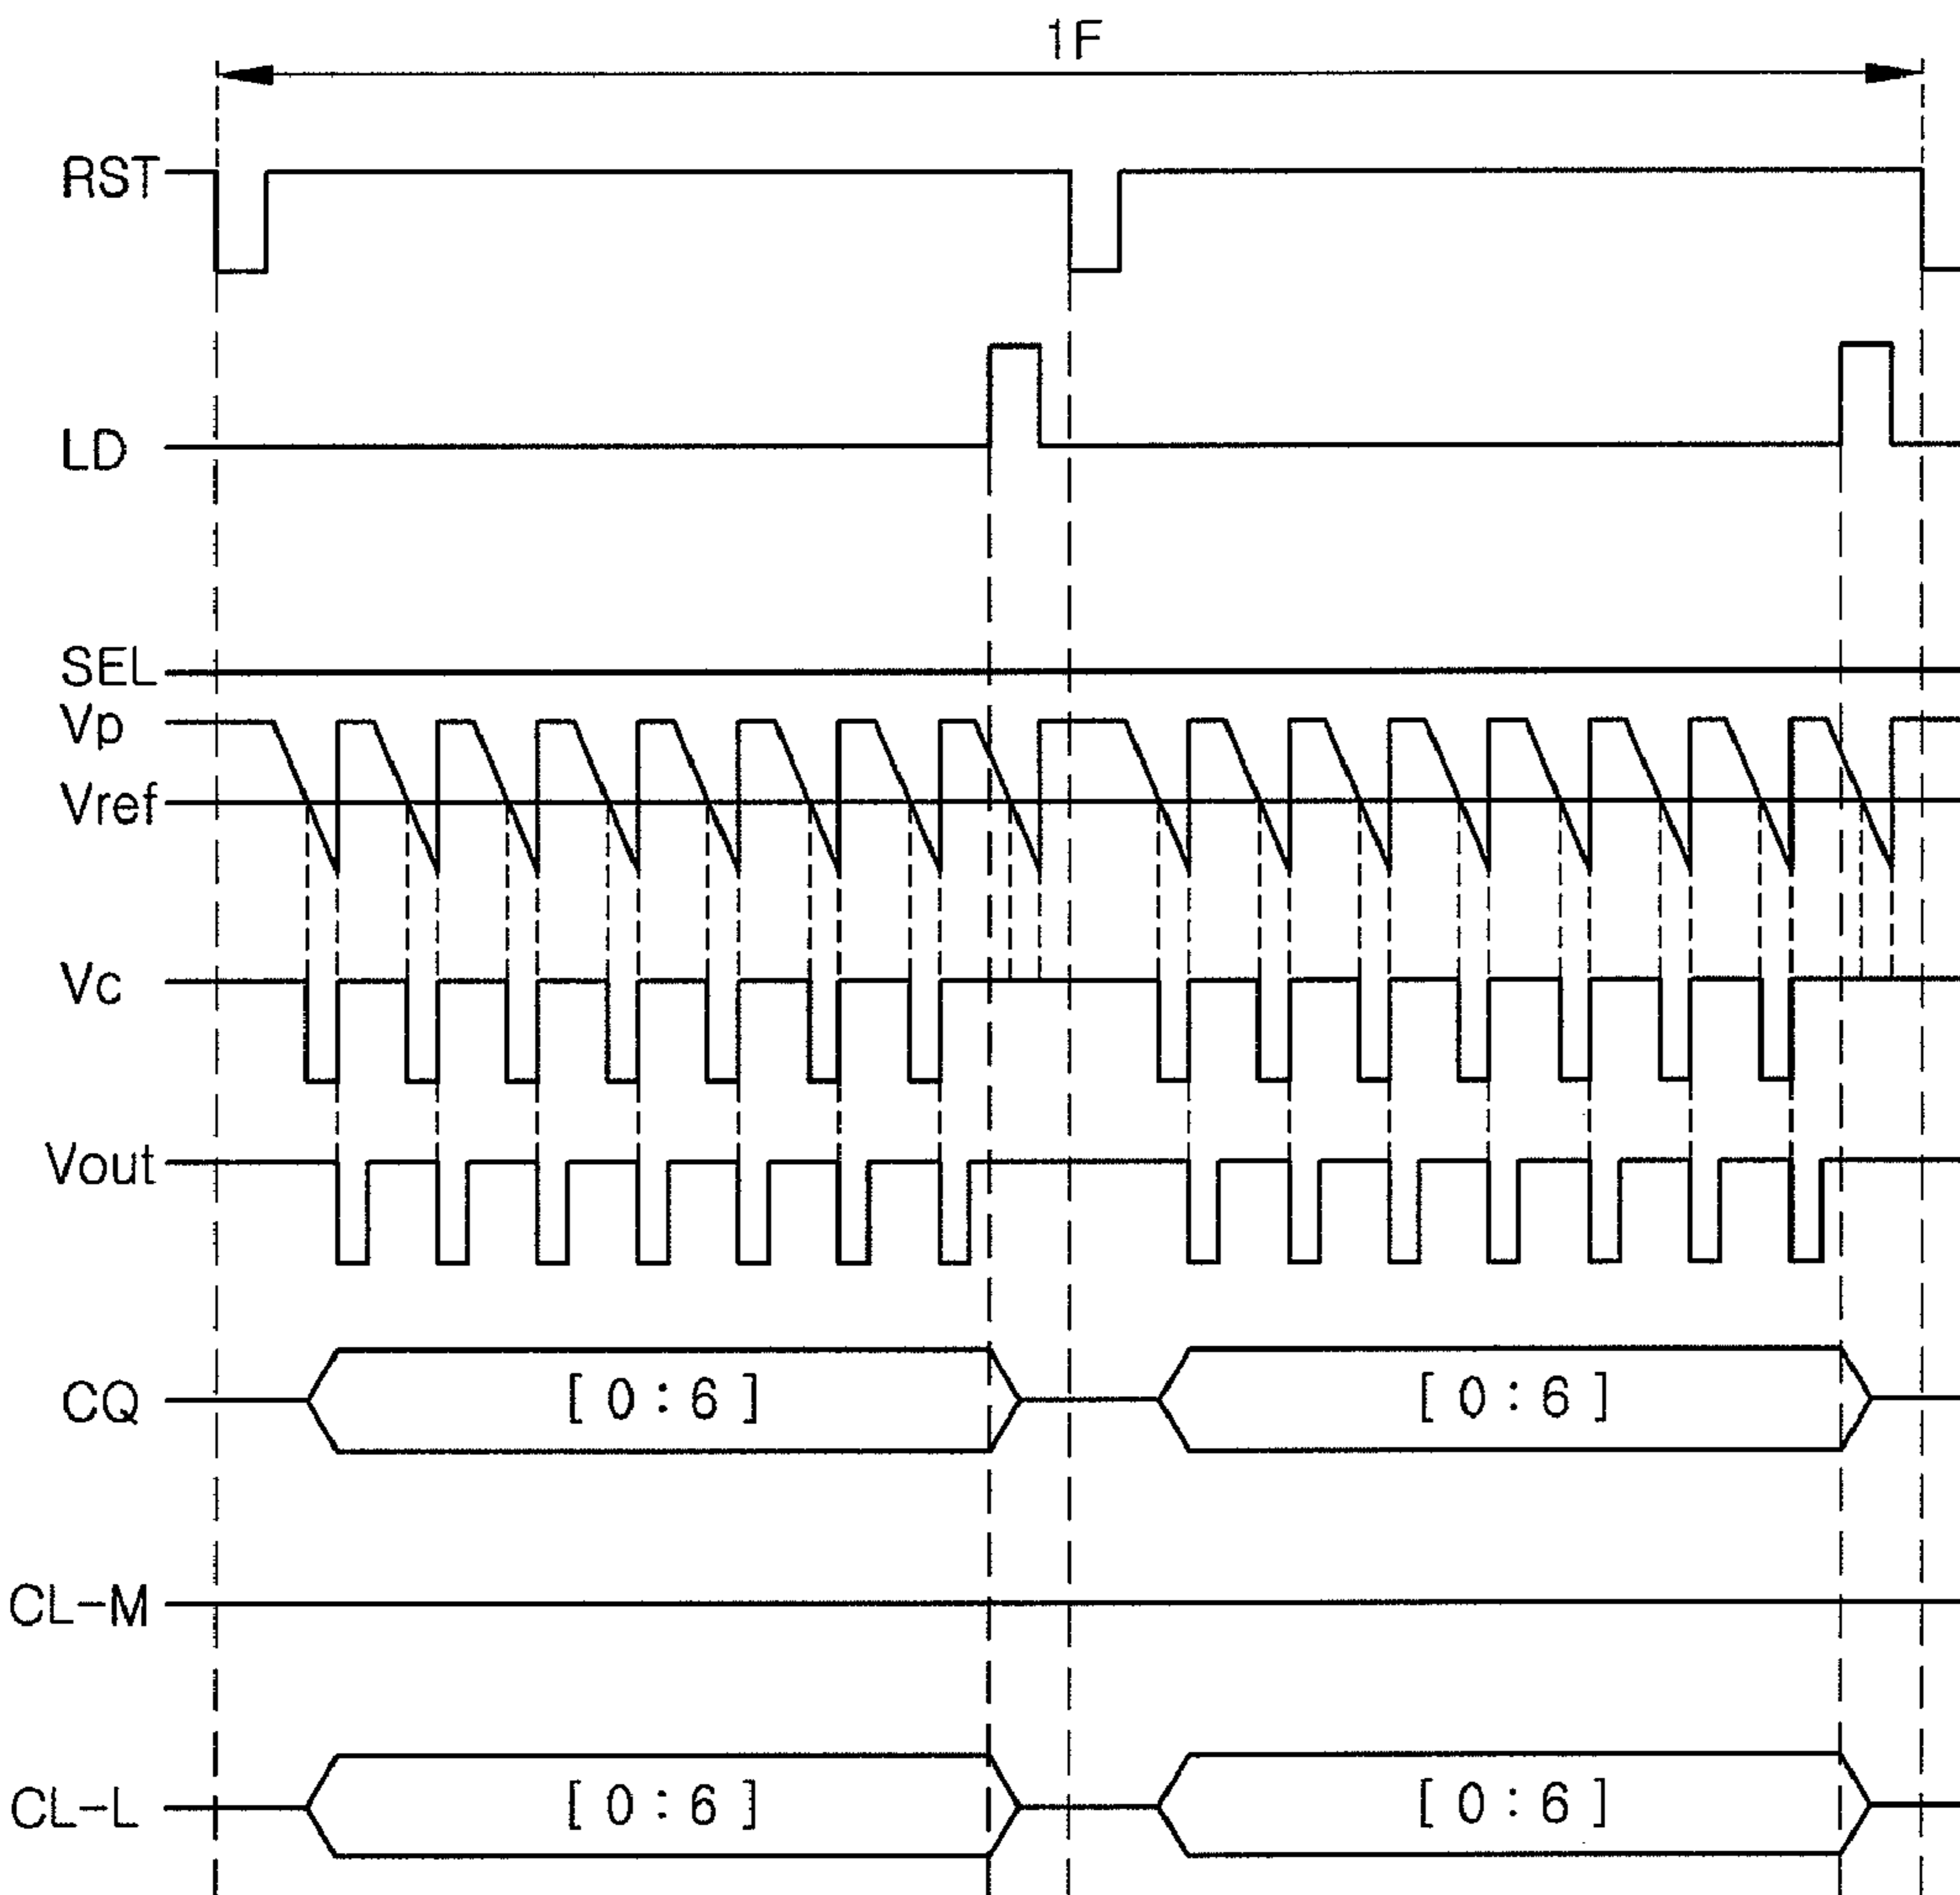 1F
RST
LD
SEL
Vp
Vref
Vc
Vout
CQ [ 0 : 6 ] [ 0 : 6 ]
CL-M
CL-L [ 0 : 6 ] [ 0 : 6 ]